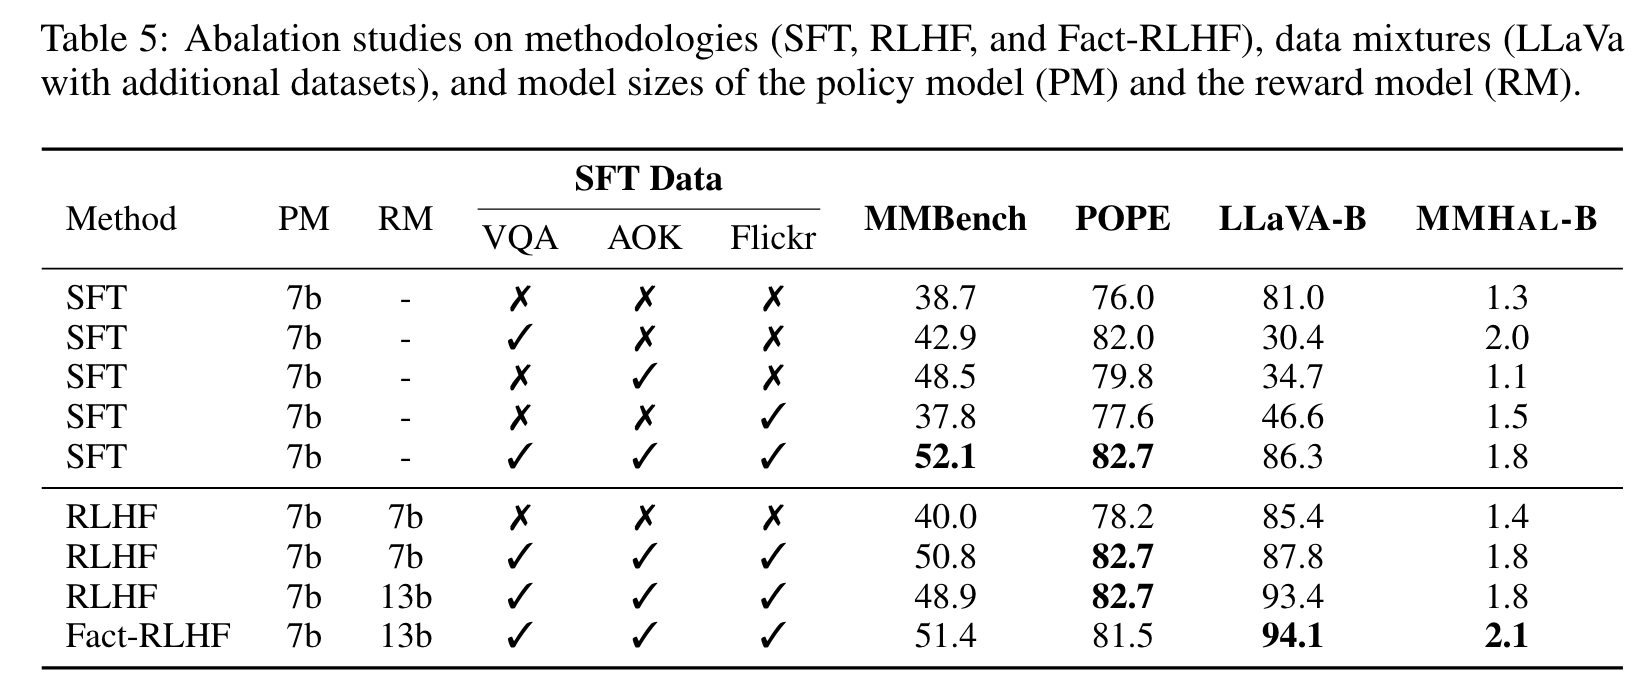 Table 5: Abalation studies on methodologies (SFT, RLHF, and Fact-RLHF), data mixtures (LLaVa
with additional datasets), and model sizes of the policy model (PM) and the reward model (RM).
SFT Data
Method PM RM VQA AOK Flickr MMBench POPE LLaVA-B MMHAL-B
SFT 7b - ✗ ✗ ✗ 38.7 76.0 81.0 1.3
SFT 7b - ✓ ✗ ✗ 42.9 82.0 30.4 2.0
SFT 7b - ✗ ✓ ✗ 48.5 79.8 34.7 1.1
SFT 7b - ✗ ✗ ✓ 37.8 77.6 46.6 1.5
SFT 7b - ✓ ✓ ✓ 52.1 82.7 86.3 1.8
RLHF 7b 7b ✗ ✗ ✗ 40.0 78.2 85.4 1.4
RLHF 7b 7b ✓ ✓ ✓ 50.8 82.7 87.8 1.8
RLHF 7b 13b ✓ ✓ ✓ 48.9 82.7 93.4 1.8
Fact-RLHF 7b 13b ✓ ✓ ✓ 51.4 81.5 94.1 2.1